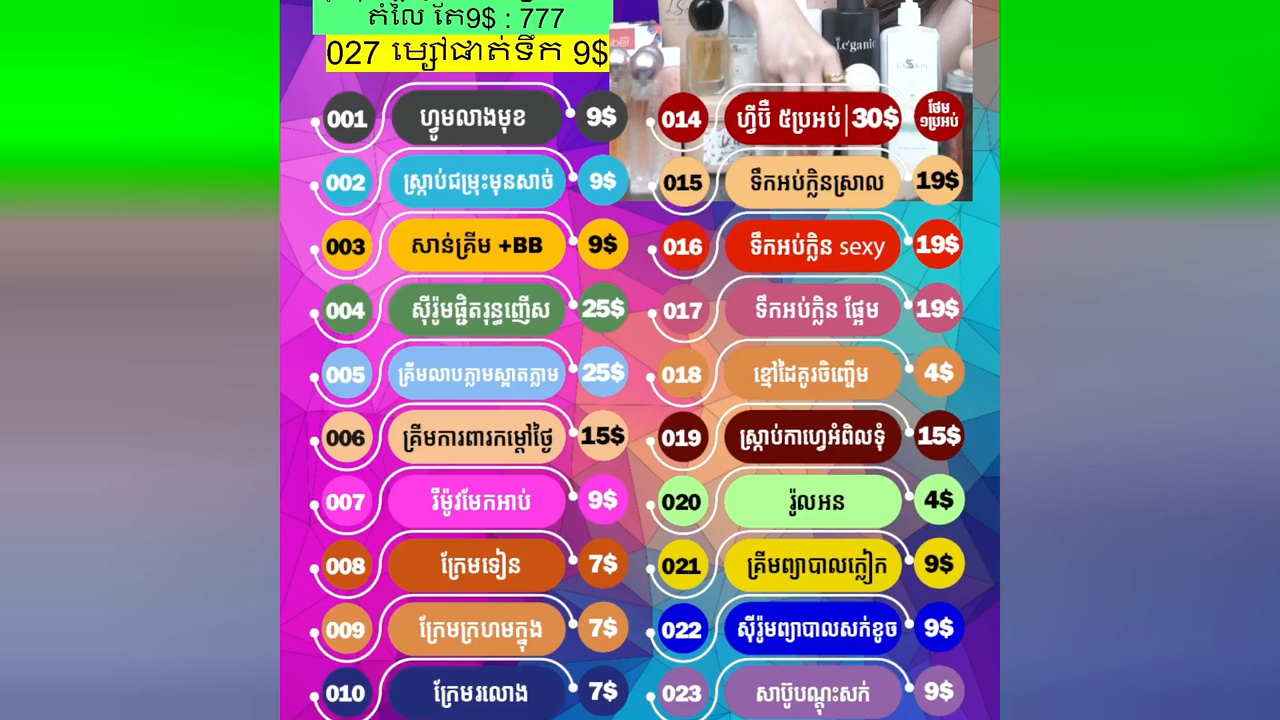 តំលៃ តែ9$ : 777
027 ម្សៅផាត់ទឹក 9$
001 ហ្វូមលាងមុខ 9$
002 ស្ក្រាប់ជម្រុះមុនសាច់ 9$
003 សាន់គ្រីម +BB 9$
004 ស៊ីរ៉ូមផ្ជិតរុន្ធញើស 25$
005 គ្រីមលាបភ្លាមស្អាតភ្លាម 25$
006 គ្រីមការពារកម្តៅថ្ងៃ 15$
007 រីម៉ូវមែកអាប់ 9$
008 ក្រែមទៀន 7$
009 ក្រែមក្រហមក្នុង 7$
010 ក្រែមរលោង 7$
014 ហ្វីប៊ឺ ៥ប្រអប់|30$ ថែម ១ប្រអប់
015 ទឹកអប់ក្លិនស្រាល 19$
016 ទឹកអប់ក្លិន sexy 19$
017 ទឹកអប់ក្លិន ផ្អែម 19$
018 ខ្មៅដៃគូរចិញ្ចើម 4$
019 ស្ក្រាប់កាហ្វេអំពិលទុំ 15$
020 រ៉ូលអន 4$
021 គ្រីមព្យាបាលក្លៀក 9$
022 ស៊ីរ៉ូមព្យាបាលសក់ខូច 9$
023 សាប៊ូបណ្តុះសក់ 9$